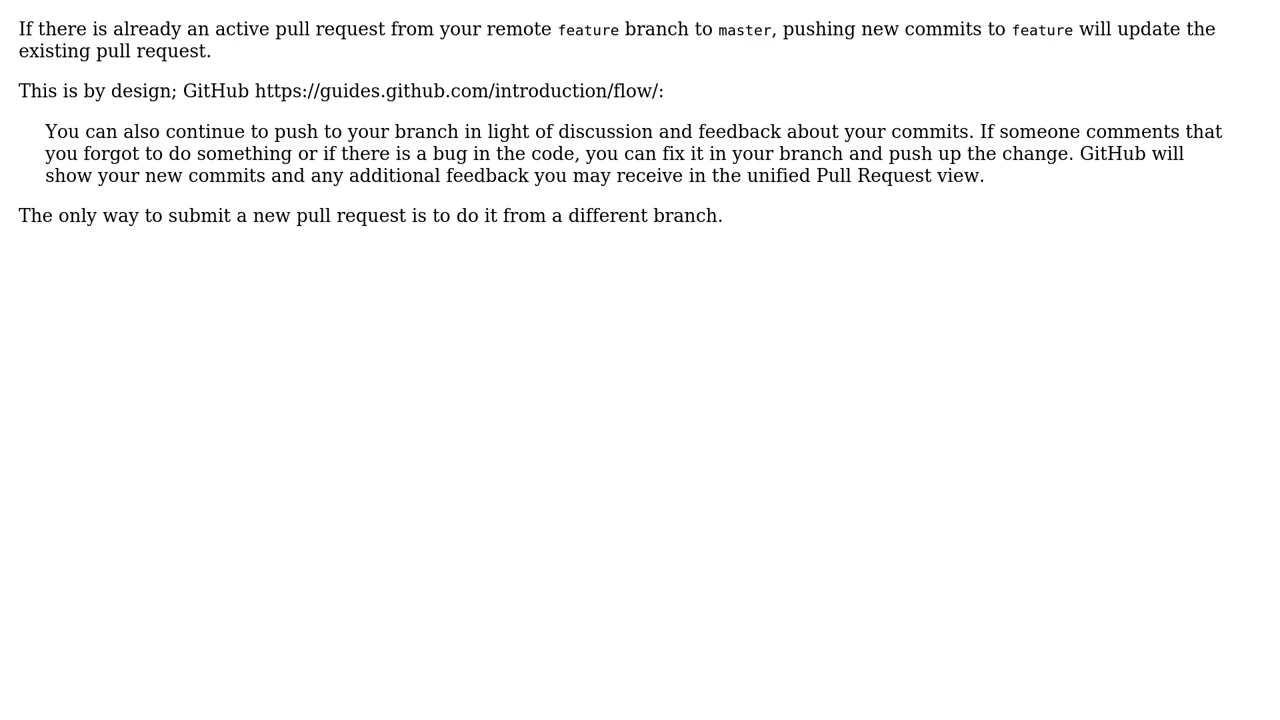 If there is already an active pull request from your remote feature branch to master, pushing new commits to feature will update the
existing pull request.
This is by design; GitHub https://guides.github.com/introduction/flow/:
You can also continue to push to your branch in light of discussion and feedback about your commits. If someone comments that
you forgot to do something or if there is a bug in the code, you can fix it in your branch and push up the change. GitHub will
show your new commits and any additional feedback you may receive in the unified Pull Request view.
The only way to submit a new pull request is to do it from a different branch.